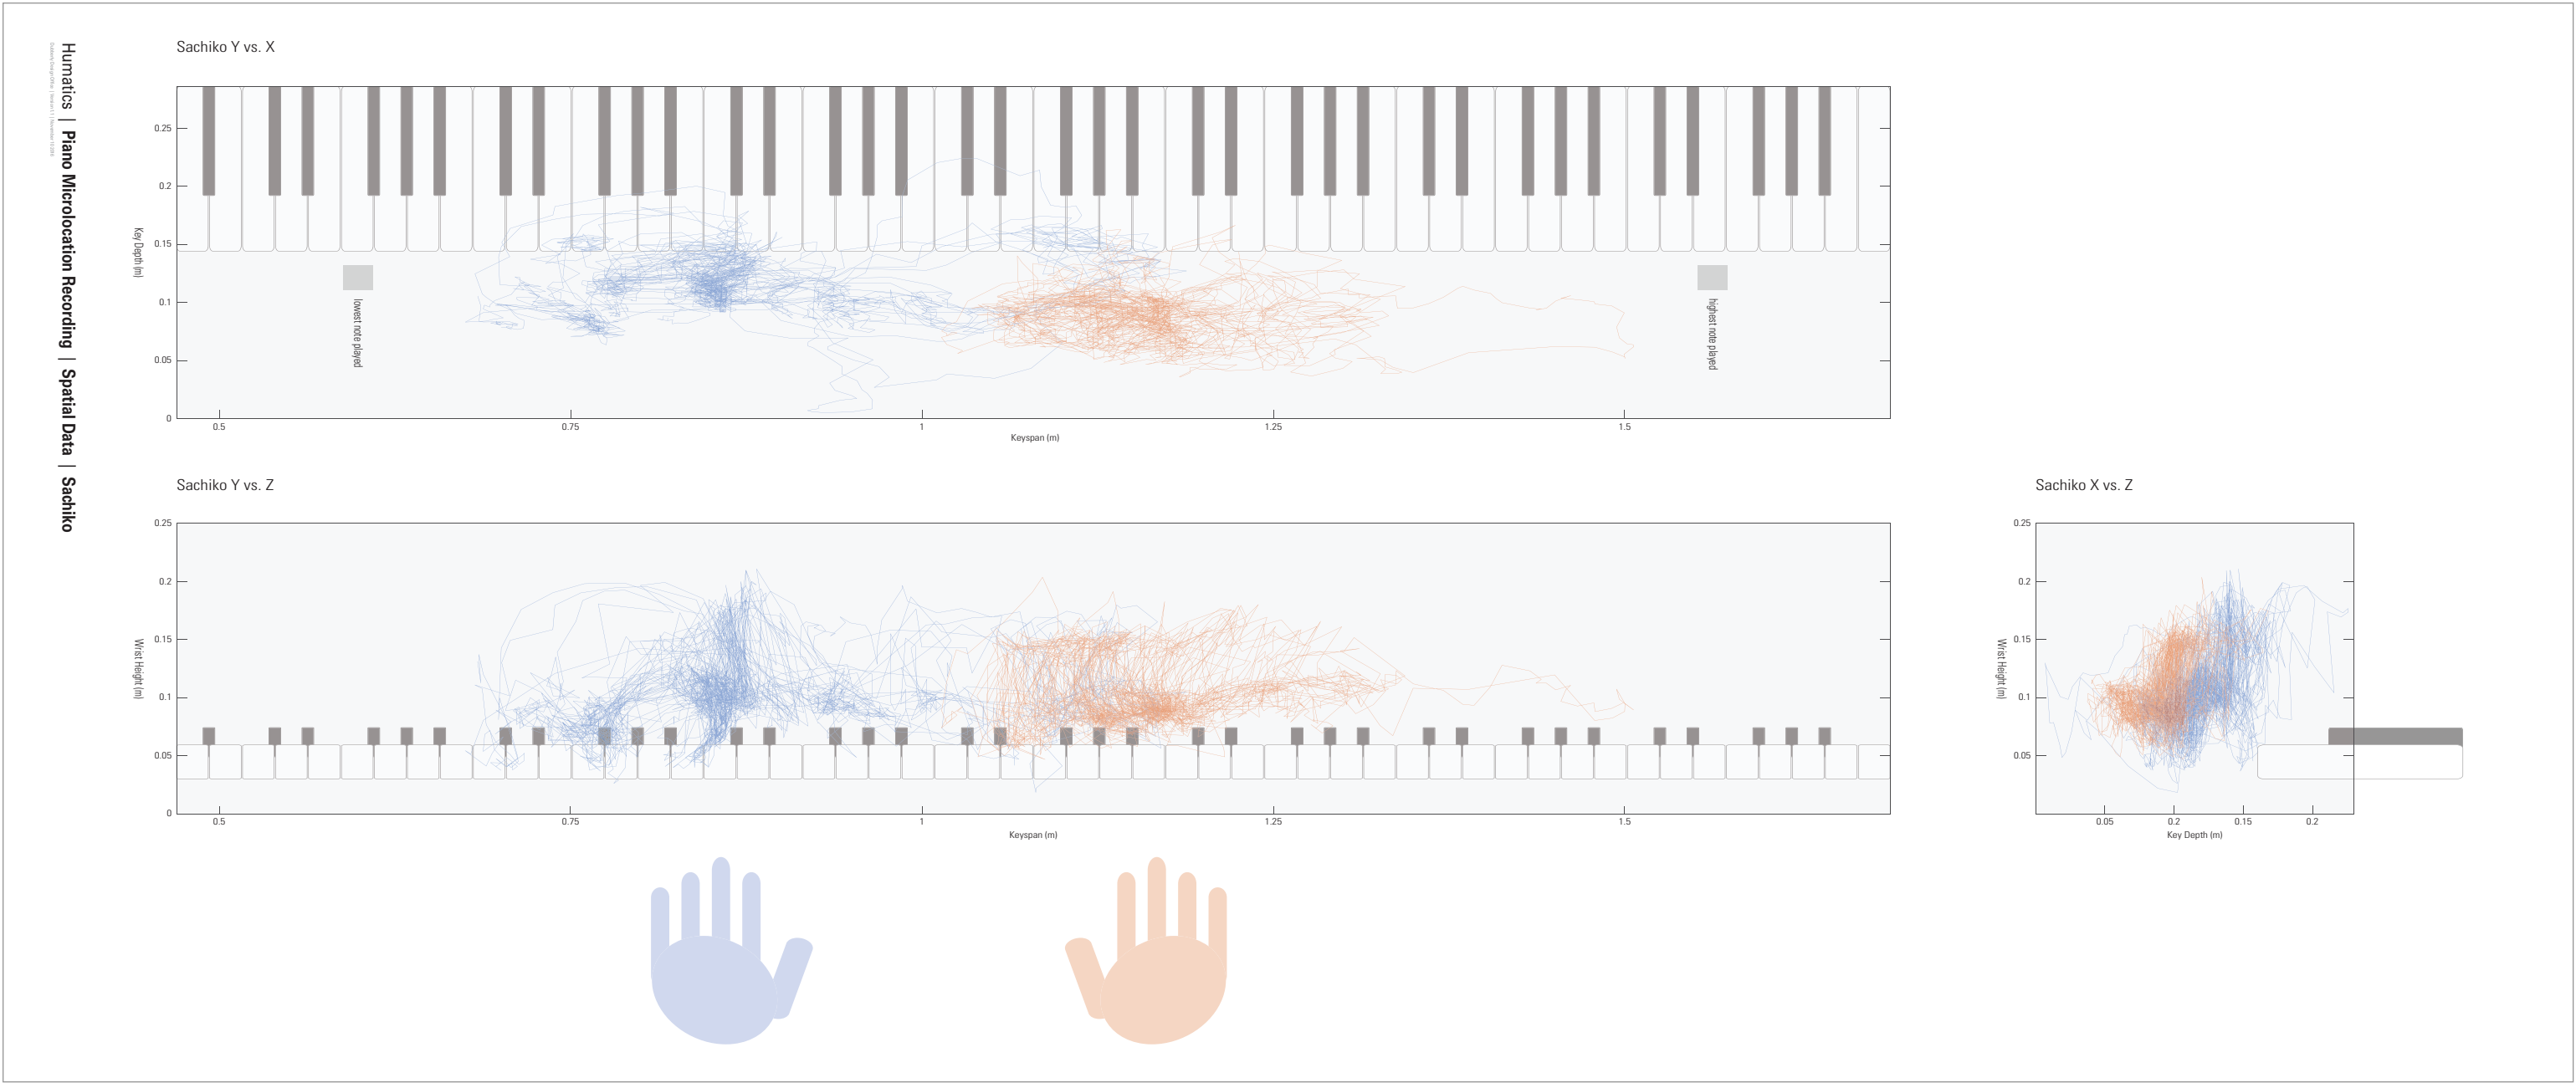 Humatics | Piano Microlocation Recording | Spatial Data | Sachiko
Sachiko Y vs. X
0.25
0.2
0.15
0.1
0.05
0
Key Depth (m)
lowest note played
highest note played
0.5
0.75
1
1.25
1.5
Keyspan (m)
Sachiko Y vs. Z
0.25
0.2
0.15
0.1
0.05
0
Wrist Height (m)
0.5
0.75
1
1.25
1.5
Keyspan (m)
Sachiko X vs. Z
0.25
0.2
0.15
0.1
0.05
Wrist Height (m)
0.05
0.2
0.15
0.2
Key Depth (m)